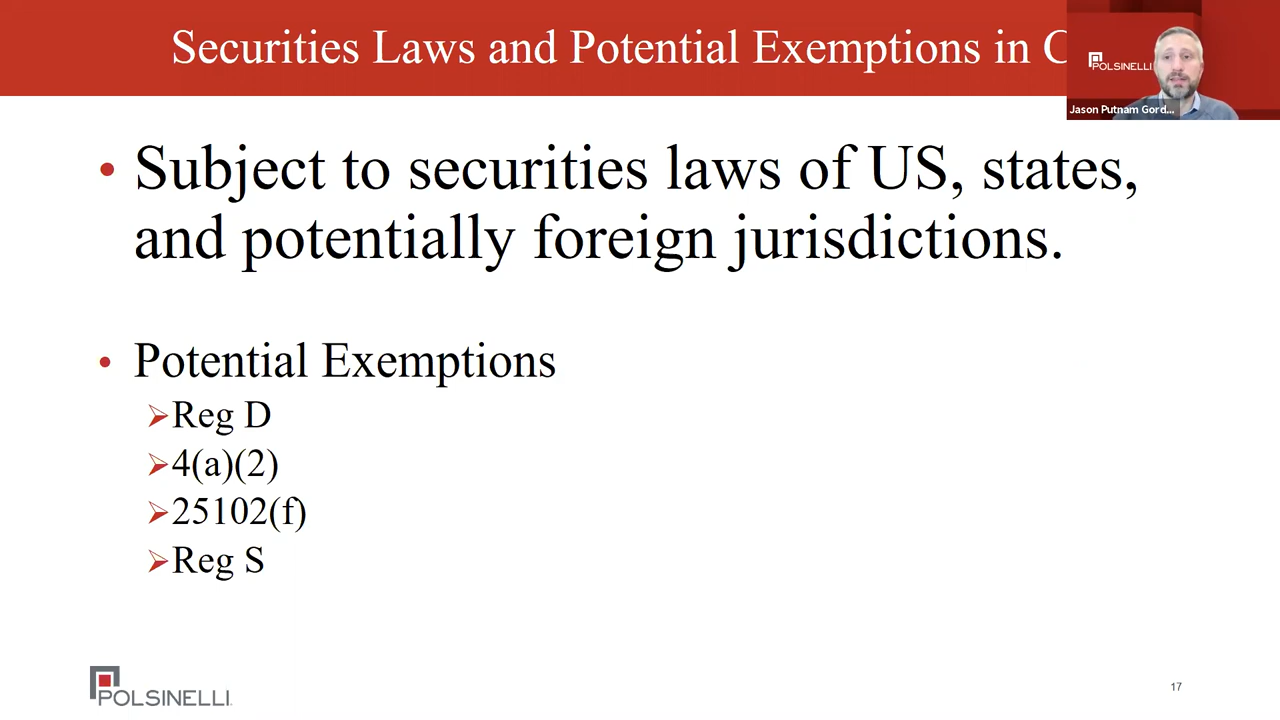 Securities Laws and Potential Exemptions in
POLSINELLI
Jason Putnam Gord...
• Subject to securities laws of US, states,
and potentially foreign jurisdictions.
• Potential Exemptions
➢Reg D
➢4(a)(2)
➢25102(f)
➢Reg S
POLSINELLI
17